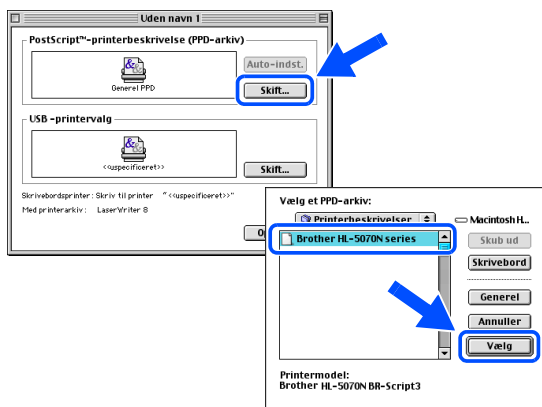 Uden navn 1
PostScript™-printerbeskrivelse (PPD-arkiv)
Auto-indst.
Generel PPD
Skift...
USB -printervalg
<<uspecificeret>>
Skift...
Skrivebordsprinter: Skriv til printer "<<uspecificeret>>"
Med printerarkiv: LaserWriter 8
Vælg et PPD-arkiv:
Printerbeskrivelser
Macintosh H...
Brother HL-5070N series
Skub ud
Skrivebord
Generel
Annuller
Vælg
Printermodel:
Brother HL-5070N BR-Script3